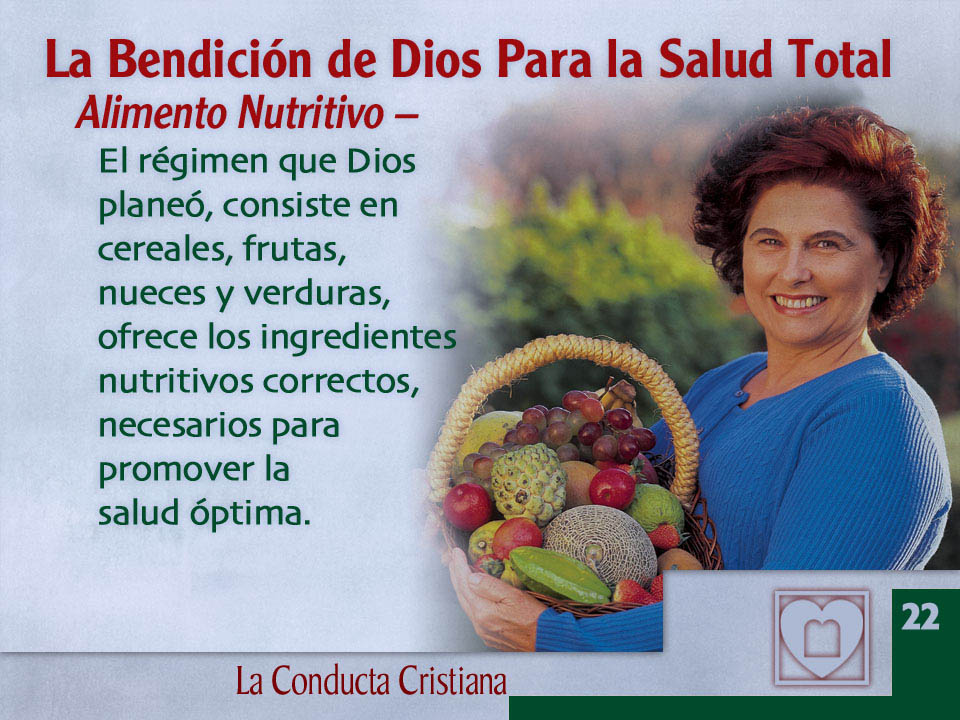 La Bendición de Dios Para la Salud Total
Alimento Nutritivo –
El régimen que Dios
planeó, consiste en
cereales, frutas,
nueces y verduras,
ofrece los ingredientes
nutritivos correctos,
necesarios para
promover la
salud óptima.
22
La Conducta Cristiana